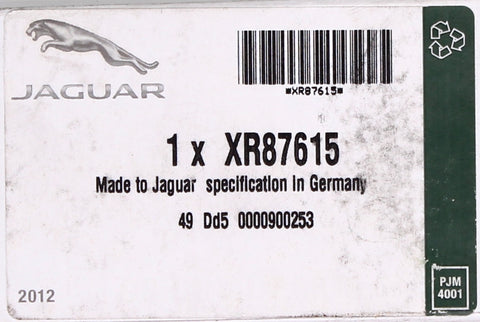 JAGUAR
*XR87615*
1 x XR87615
Made to Jaguar specification in Germany
49 Dd5 0000900253
2012
PJM
4001